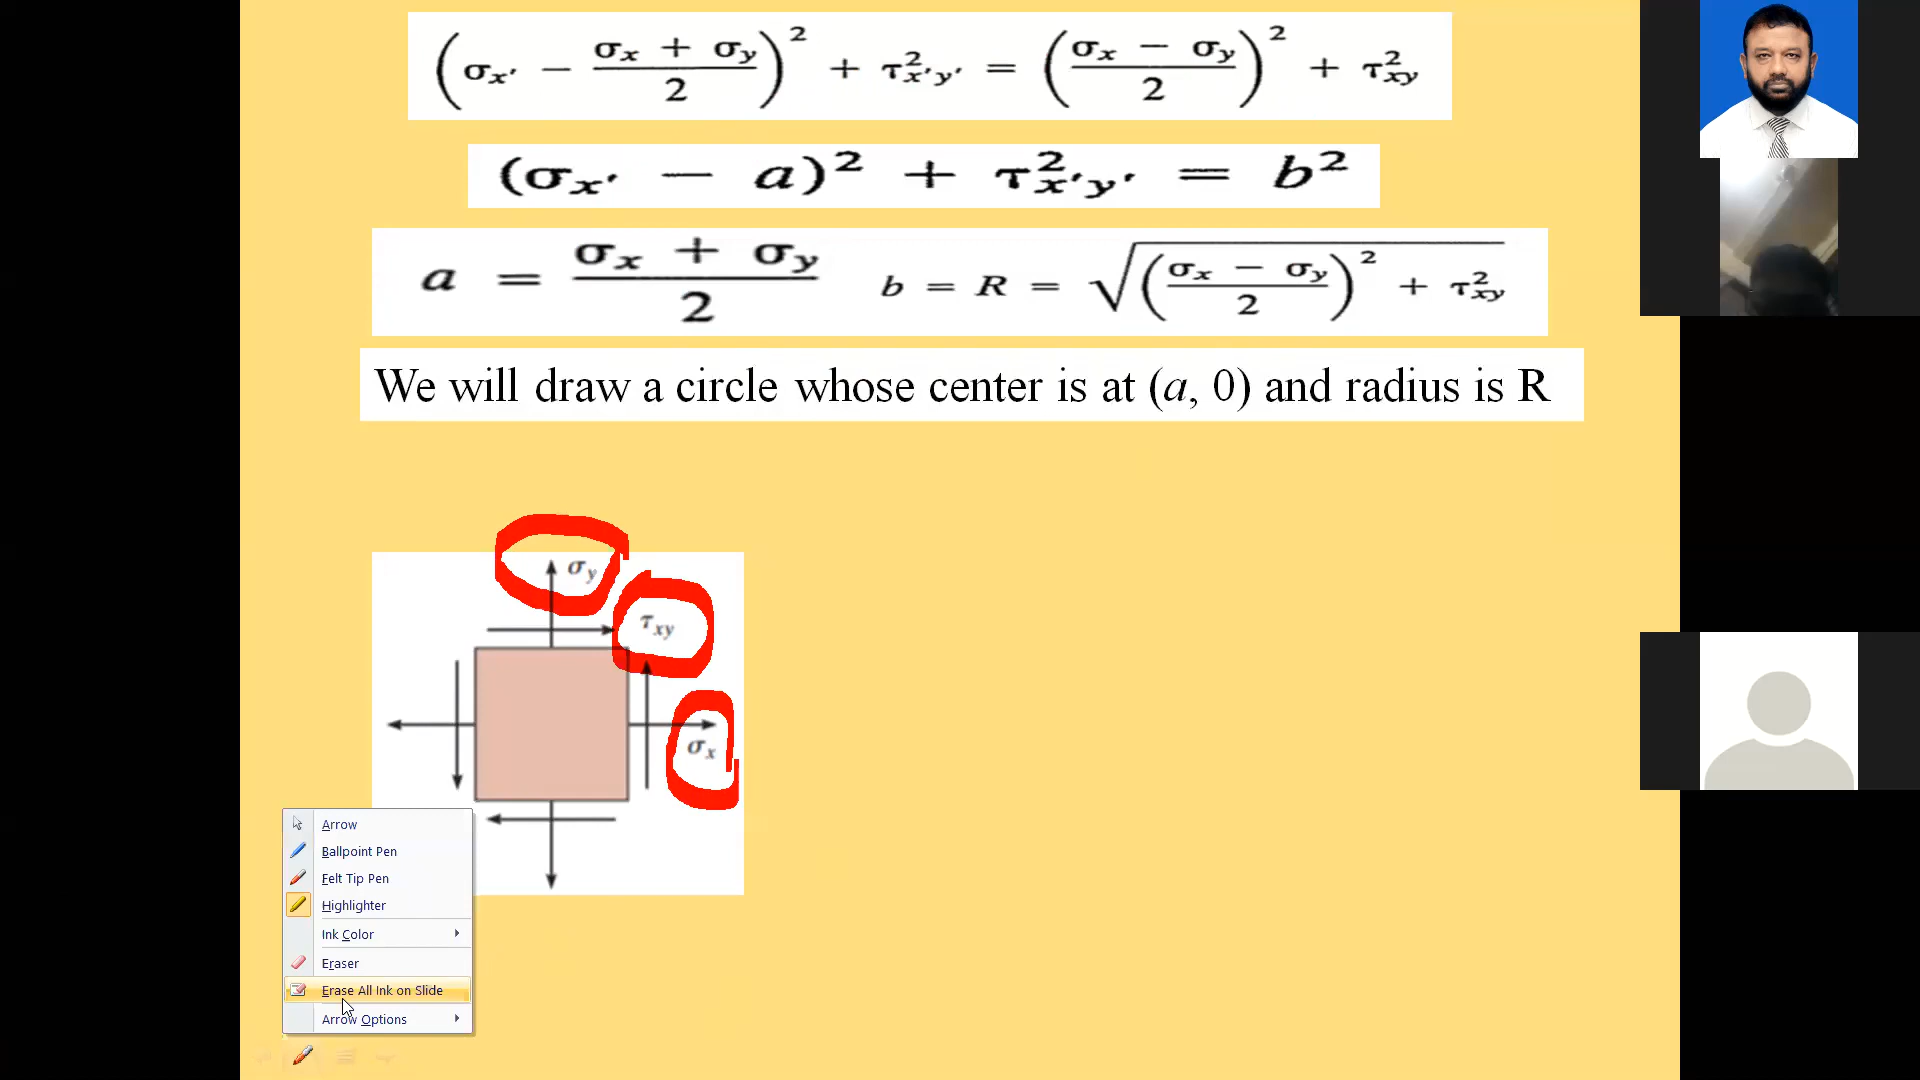 (σx′ − (σx + σy)/2)² + τ²x′y′ = ((σx − σy)/2)² + τ²xy
(σx′ − a)² + τ²x′y′ = b²
a = (σx + σy)/2   b = R = √(((σx − σy)/2)² + τ²xy)
We will draw a circle whose center is at (a, 0) and radius is R
σy
τxy
σx
Arrow
Ballpoint Pen
Felt Tip Pen
Highlighter
Ink Color
Eraser
Erase All Ink on Slide
Arrow Options